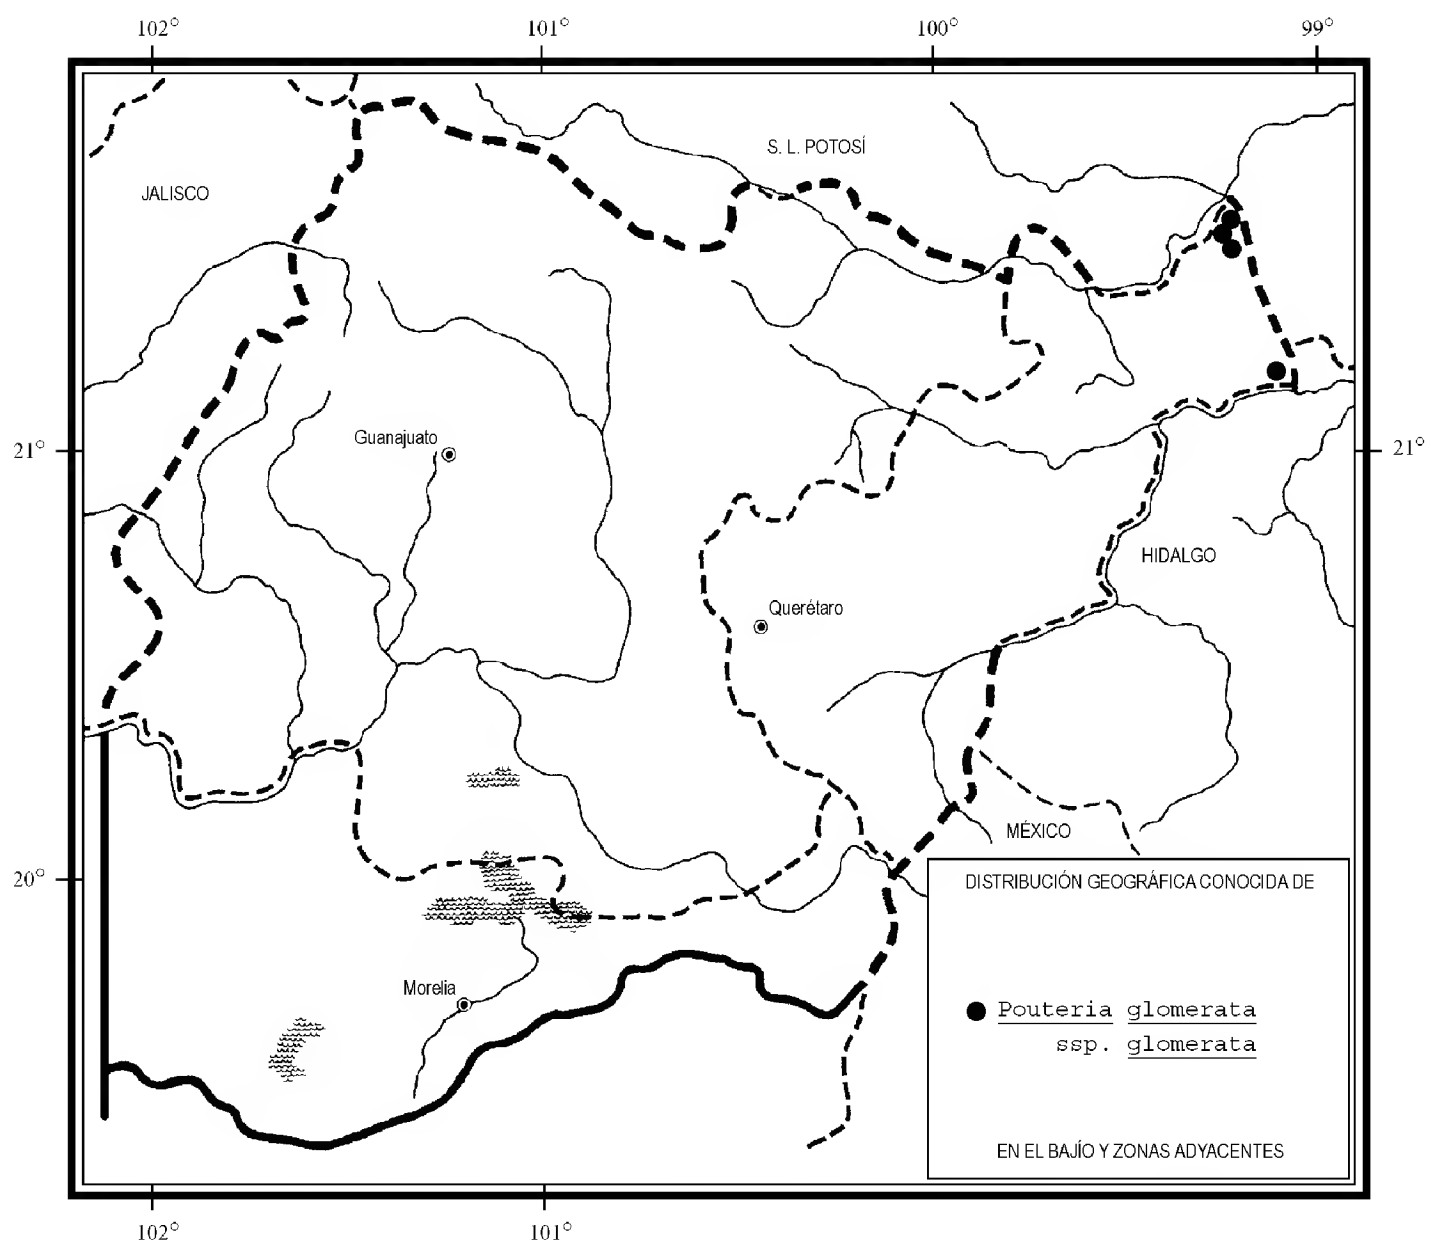 102° 101° 100° 99°
S. L. POTOSÍ
JALISCO
Guanajuato
21° 21°
HIDALGO
Querétaro
MÉXICO
20°
DISTRIBUCIÓN GEOGRÁFICA CONOCIDA DE
Morelia
Pouteria glomerata
ssp. glomerata
EN EL BAJÍO Y ZONAS ADYACENTES
102° 101°